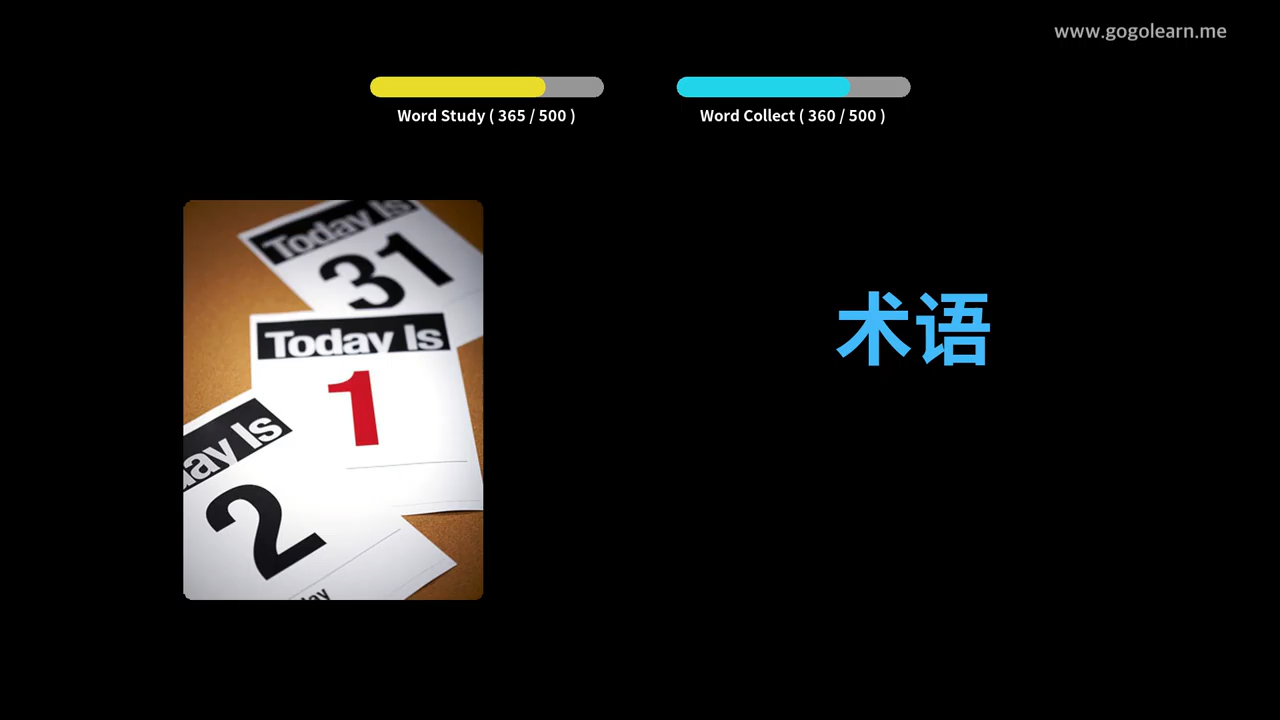 www.gogolearn.me
Word Study ( 365 / 500 )
Word Collect ( 360 / 500 )
Today Is
31
Today Is
1
ay Is
2
术语